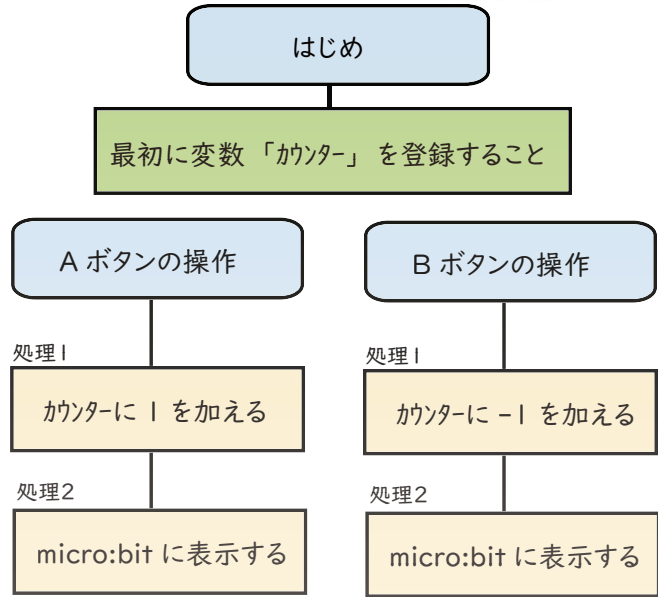 はじめ
最初に変数 「ｶｳﾝﾀｰ」 を登録すること
A ボタンの操作
処理1
ｶｳﾝﾀｰに 1 を加える
処理2
micro:bit に表示する
B ボタンの操作
処理1
ｶｳﾝﾀｰに -1 を加える
処理2
micro:bit に表示する